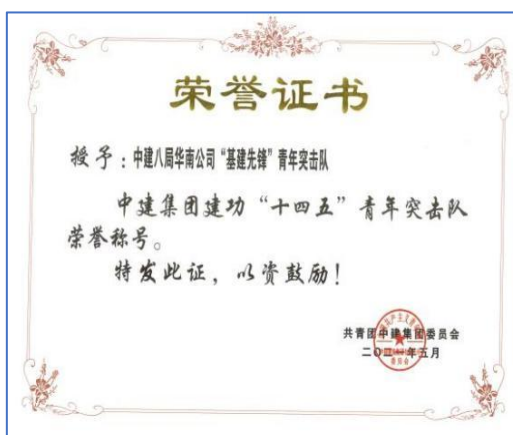 荣誉证书
授予：中建八局华南公司“基建先锋”青年突击队
中建集团建功“十四五”青年突击队
荣誉称号。
特发此证，以资鼓励！
共青团中建集团委员会
年五月